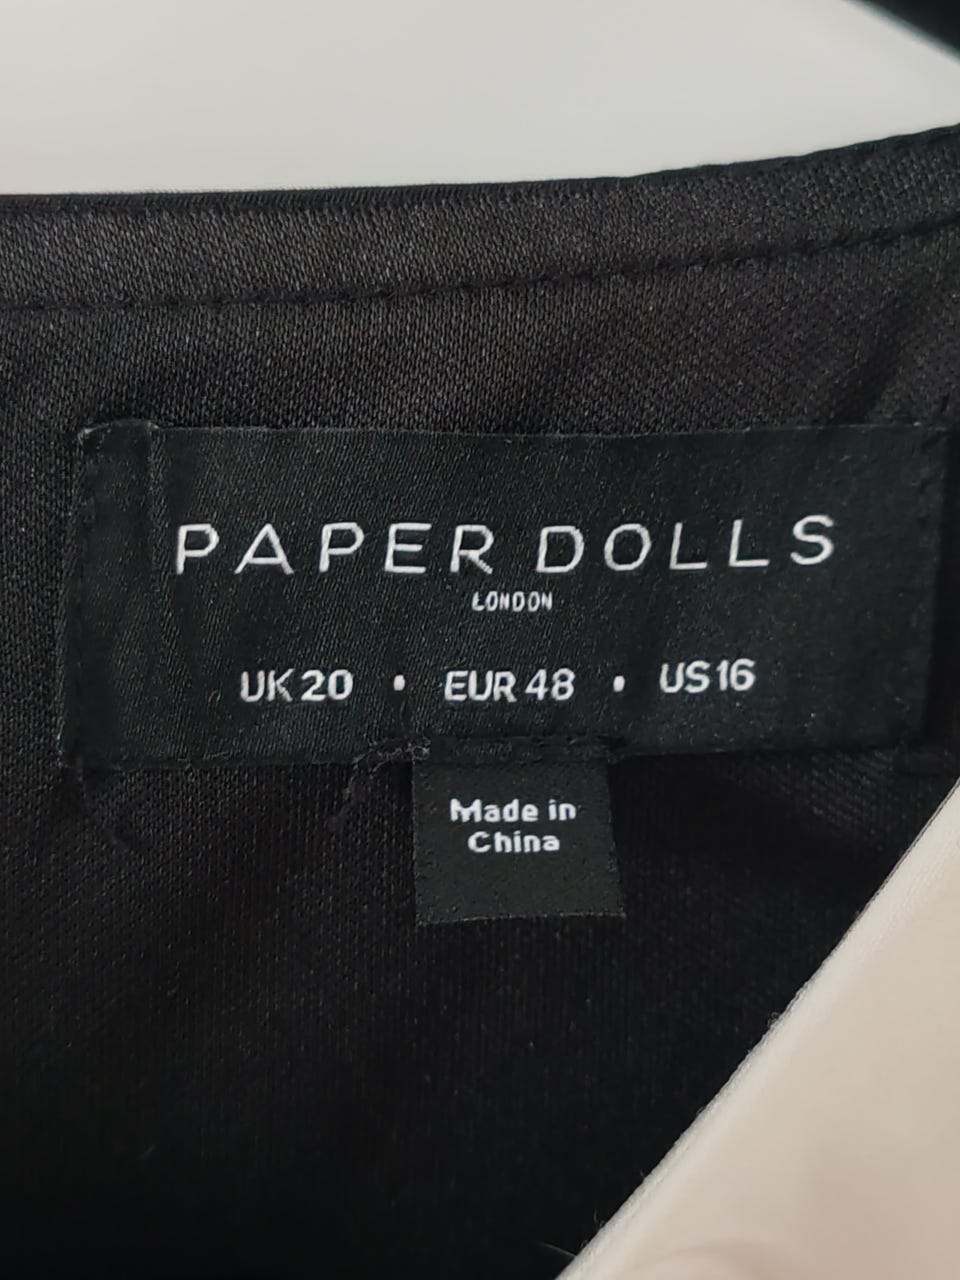 PAPER DOLLS
LONDON
UK 20 • EUR 48 • US 16
Made in
China